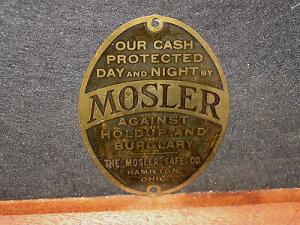 OUR CASH
PROTECTED
DAY AND NIGHT BY
MOSLER
AGAINST
HOLDUP AND
BURGLARY
THE MOSLER SAFE CO.
HAMILTON,
OHIO.